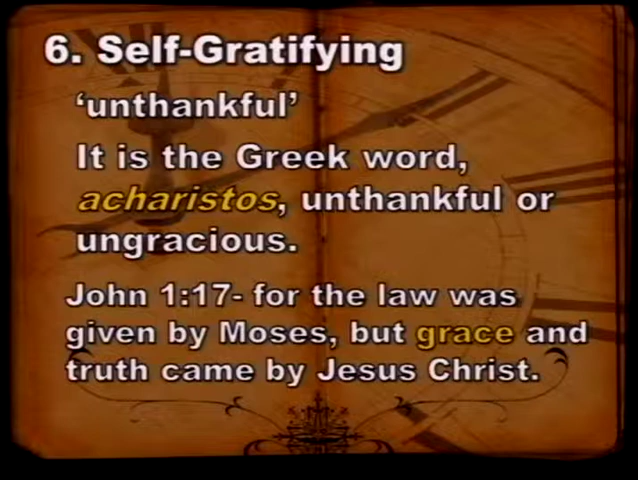 6. Self-Gratifying
‘unthankful’
It is the Greek word,
acharistos, unthankful or
ungracious.
John 1:17- for the law was
given by Moses, but grace and
truth came by Jesus Christ.